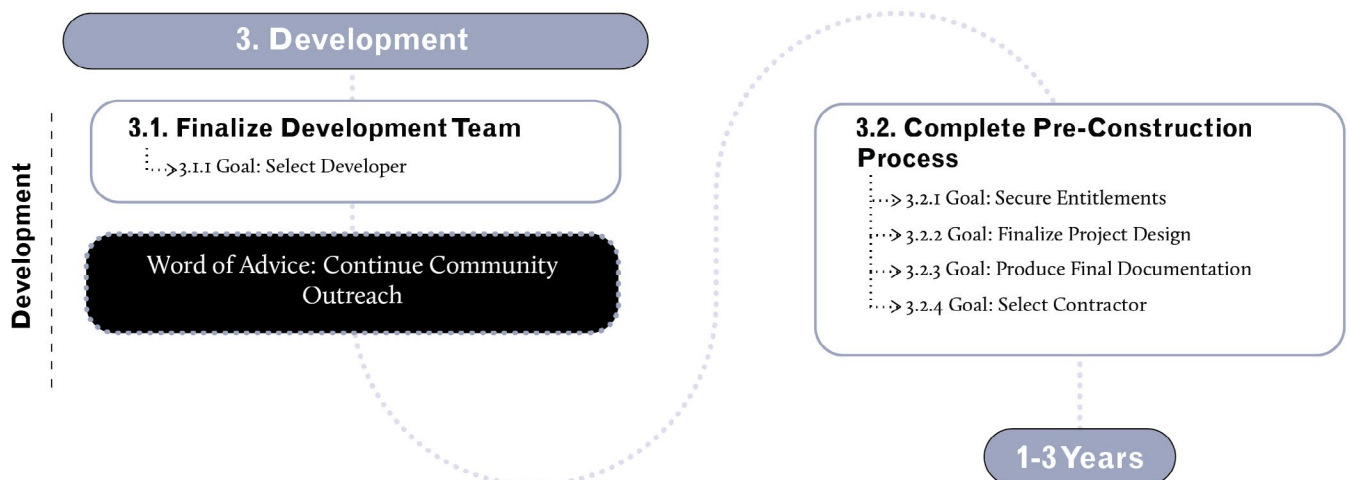 3. Development
Development
3.1. Finalize Development Team
3.1.1 Goal: Select Developer
Word of Advice: Continue Community
Outreach
3.2. Complete Pre-Construction
Process
3.2.1 Goal: Secure Entitlements
3.2.2 Goal: Finalize Project Design
3.2.3 Goal: Produce Final Documentation
3.2.4 Goal: Select Contractor
1-3 Years